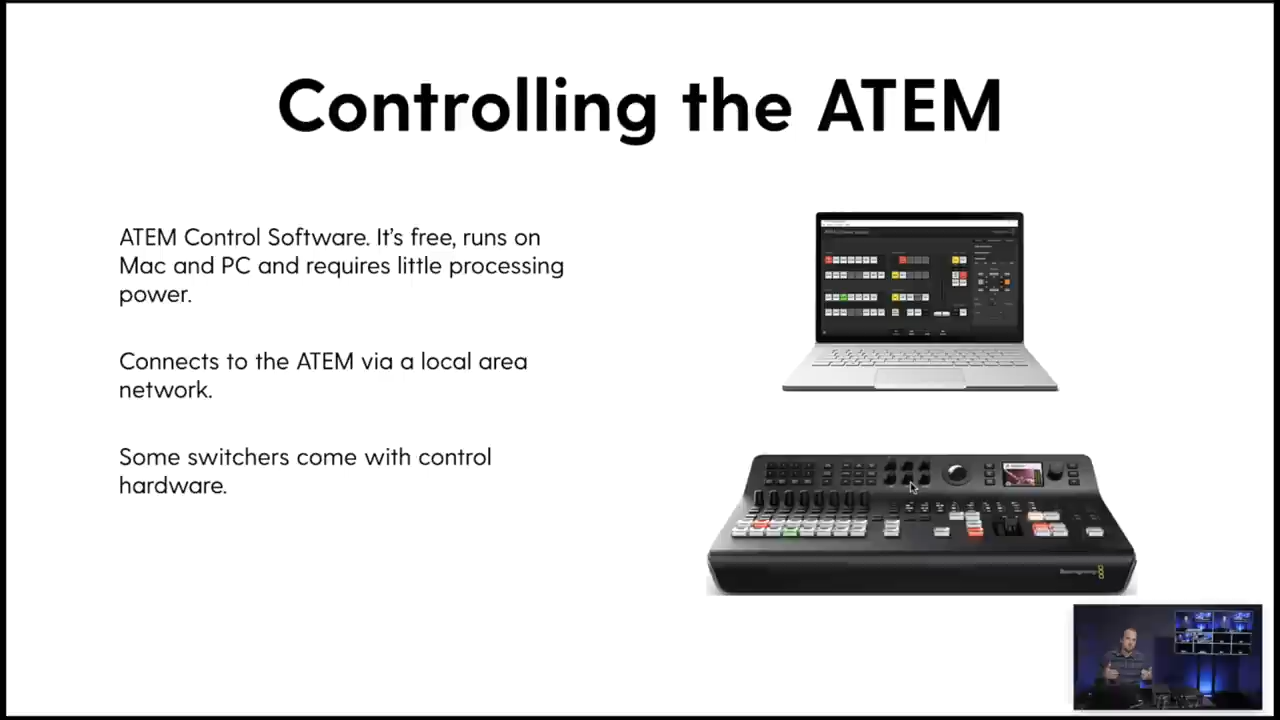 Controlling the ATEM
ATEM Control Software. It's free, runs on
Mac and PC and requires little processing
power.
Connects to the ATEM via a local area
network.
Some switchers come with control
hardware.